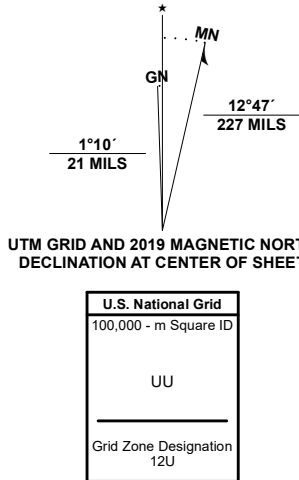 ★
MN
GN
12°47´
227 MILS
1°10´
21 MILS
UTM GRID AND 2019 MAGNETIC NORT
DECLINATION AT CENTER OF SHEET
U.S. National Grid
100,000 - m Square ID
UU
Grid Zone Designation
12U